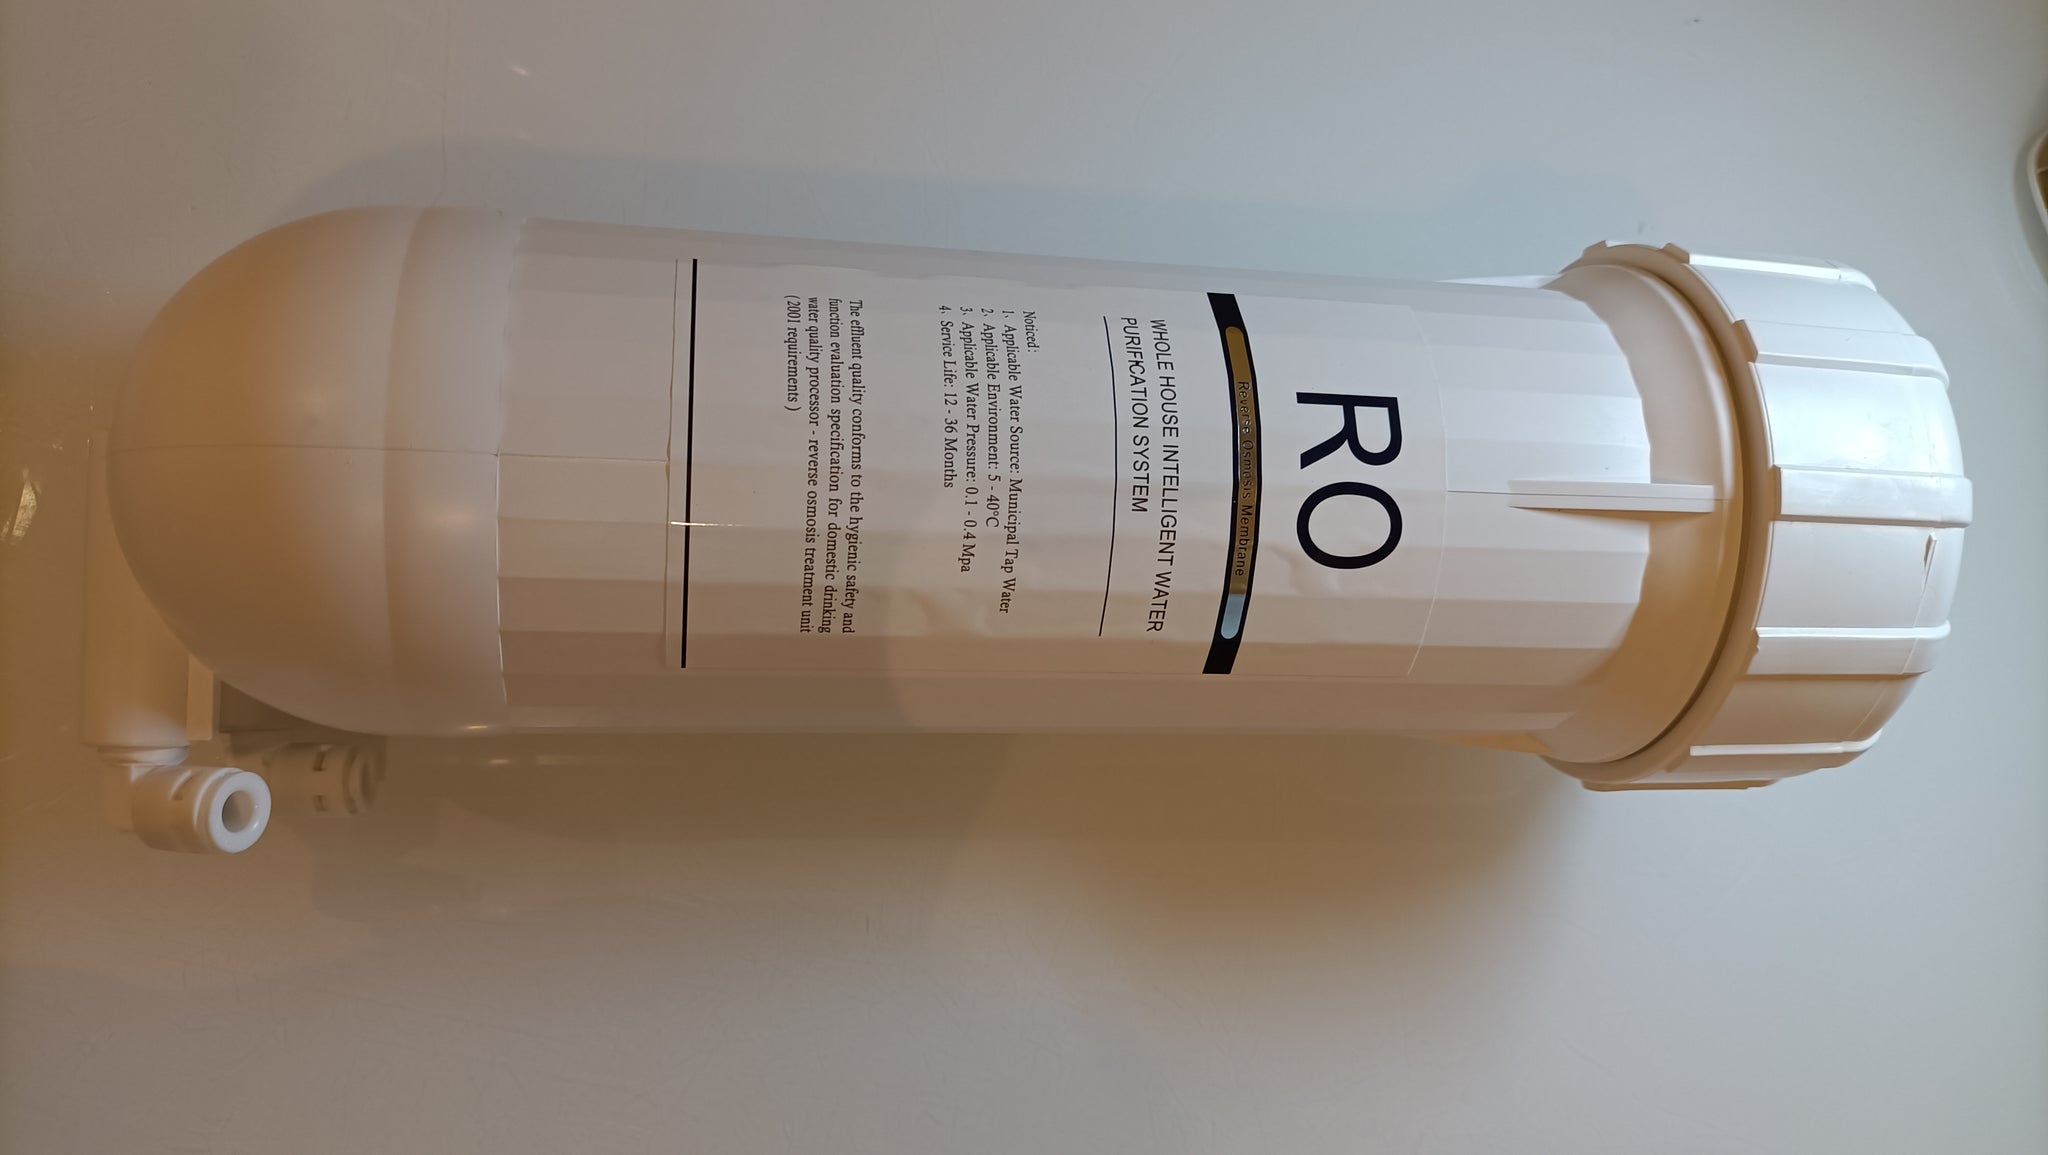 RO
Reverse Osmosis Membrane
WHOLE HOUSE INTELLIGENT WATER
PURIFICATION SYSTEM
Noticed:
1、Applicable Water Source: Municipal Tap Water
2、Applicable Environment: 5 - 40°C
3、Applicable Water Pressure: 0.1 - 0.4 Mpa
4、Service Life: 12 - 36 Months
The effluent quality conforms to the hygienic safety and
function evaluation specification for domestic drinking
water quality processor - reverse osmosis treatment unit
(2001 requirements)